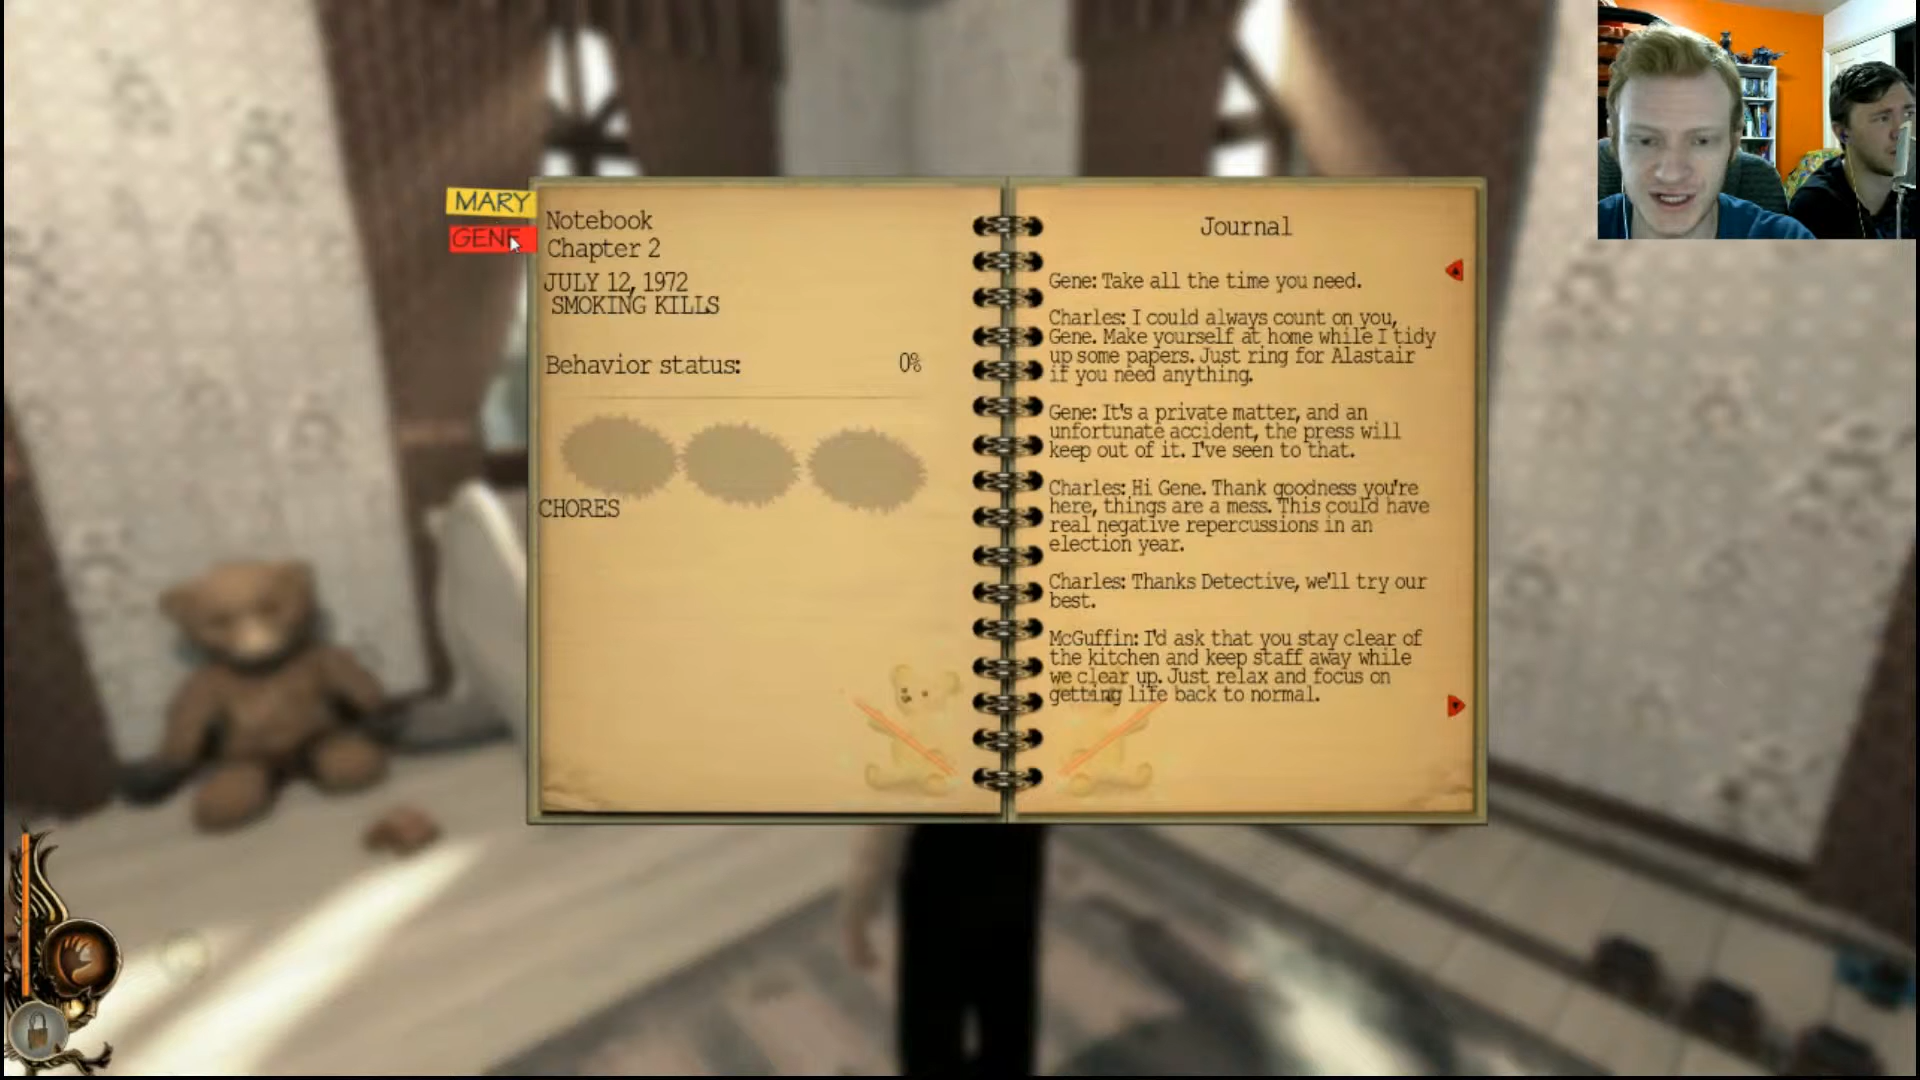 MARY
GENE
Notebook
Chapter 2
JULY 12, 1972
SMOKING KILLS
Behavior status: 0%
CHORES
Journal
Gene: Take all the time you need.
Charles: I could always count on you,
Gene. Make yourself at home while I tidy
up some papers. Just ring for Alastair
if you need anything.
Gene: It's a private matter, and an
unfortunate accident, the press will
keep out of it. I've seen to that.
Charles: Hi Gene. Thank goodness you're
here, things are a mess. This could have
real negative repercussions in an
election year.
Charles: Thanks Detective, we'll try our
best.
McGuffin: I'd ask that you stay clear of
the kitchen and keep staff away while
we clear up. Just relax and focus on
getting life back to normal.